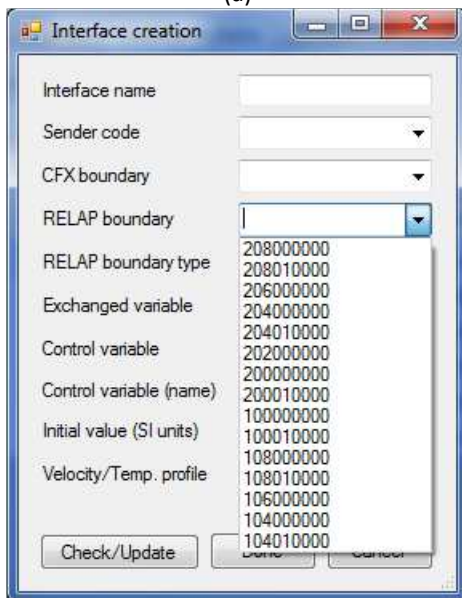 (a)
Interface creation
Interface name
Sender code
CFX boundary
RELAP boundary
RELAP boundary type
Exchanged variable
Control variable
Control variable (name)
Initial value (SI units)
Velocity/Temp. profile
208000000
208010000
206000000
204000000
204010000
202000000
200000000
200010000
100000000
100010000
108000000
108010000
106000000
104000000
104010000
Check/Update
Done
Cancel